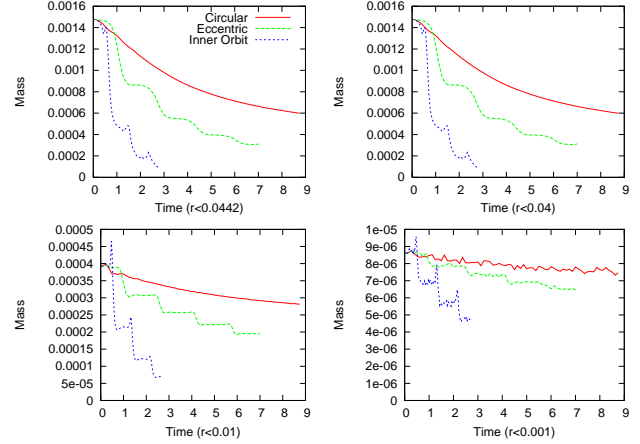 0.0016
0.0014
0.0012
0.001
0.0008
0.0006
0.0004
0.0002
0
Mass
0 1 2 3 4 5 6 7 8 9
Time (r<0.0442)
Circular
Eccentric
Inner Orbit
0.0016
0.0014
0.0012
0.001
0.0008
0.0006
0.0004
0.0002
0
Mass
0 1 2 3 4 5 6 7 8 9
Time (r<0.04)
0.0005
0.00045
0.0004
0.00035
0.0003
0.00025
0.0002
0.00015
0.0001
5e-05
Mass
0 1 2 3 4 5 6 7 8 9
Time (r<0.01)
1e-05
9e-06
8e-06
7e-06
6e-06
5e-06
4e-06
3e-06
2e-06
1e-06
0
Mass
0 1 2 3 4 5 6 7 8 9
Time (r<0.001)